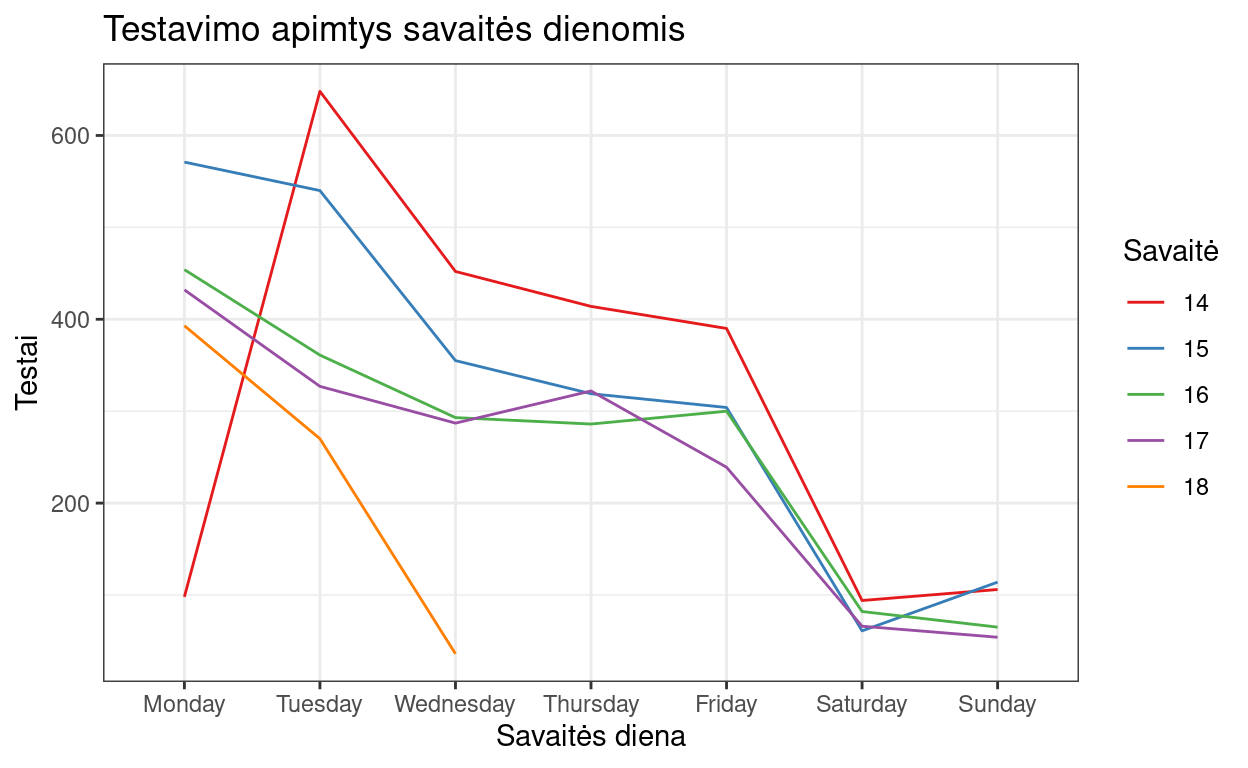 Testavimo apimtys savaitės dienomis
Testai
600
400
200
Monday Tuesday Wednesday Thursday Friday Saturday Sunday
Savaitės diena
Savaitė
14
15
16
17
18